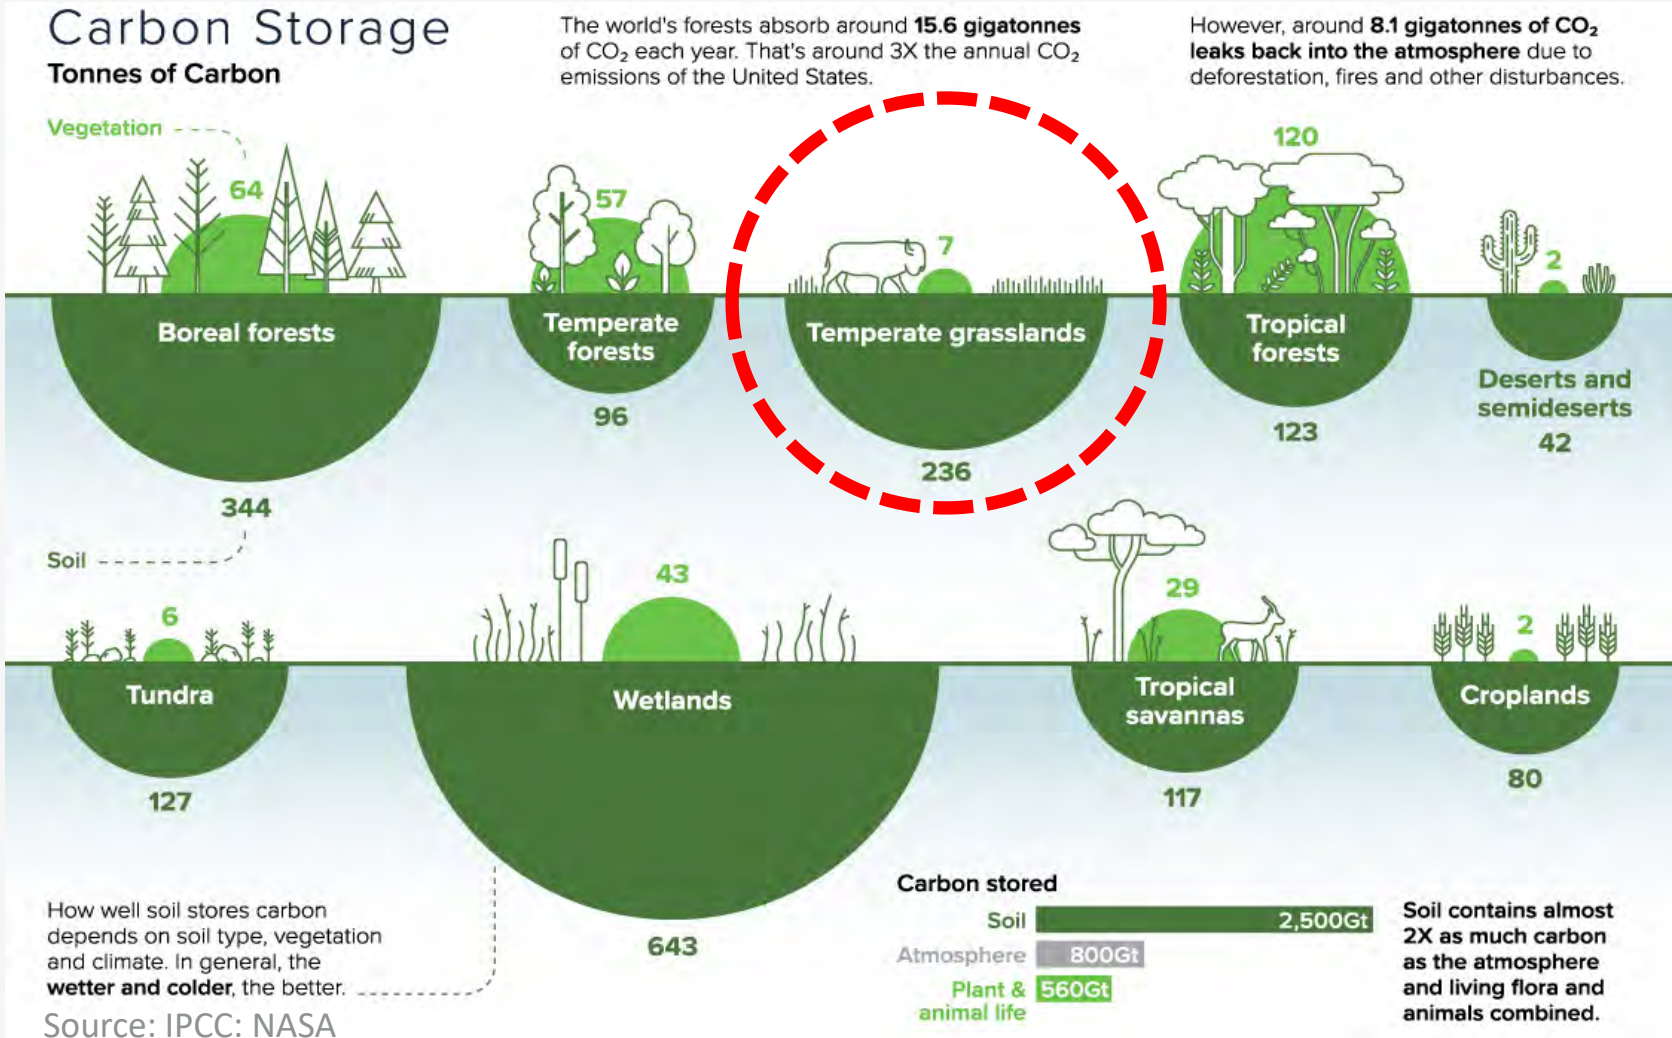 Carbon Storage
Tonnes of Carbon
The world's forests absorb around 15.6 gigatonnes
of CO₂ each year. That's around 3X the annual CO₂
emissions of the United States.
However, around 8.1 gigatonnes of CO₂
leaks back into the atmosphere due to
deforestation, fires and other disturbances.
Vegetation
64
Boreal forests
344
57
Temperate
forests
96
7
Temperate grasslands
236
120
Tropical
forests
123
2
Deserts and
semideserts
42
Soil
6
Tundra
127
43
Wetlands
643
29
Tropical
savannas
117
2
Croplands
80
How well soil stores carbon
depends on soil type, vegetation
and climate. In general, the
wetter and colder, the better.
Source: IPCC: NASA
Carbon stored
Soil 2,500Gt
Atmosphere 800Gt
Plant &
animal life 560Gt
Soil contains almost
2X as much carbon
as the atmosphere
and living flora and
animals combined.